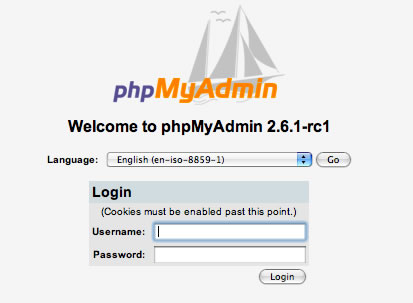 phpMyAdmin
Welcome to phpMyAdmin 2.6.1-rc1
Language: English (en-iso-8859-1) Go
Login
(Cookies must be enabled past this point.)
Username:
Password:
Login